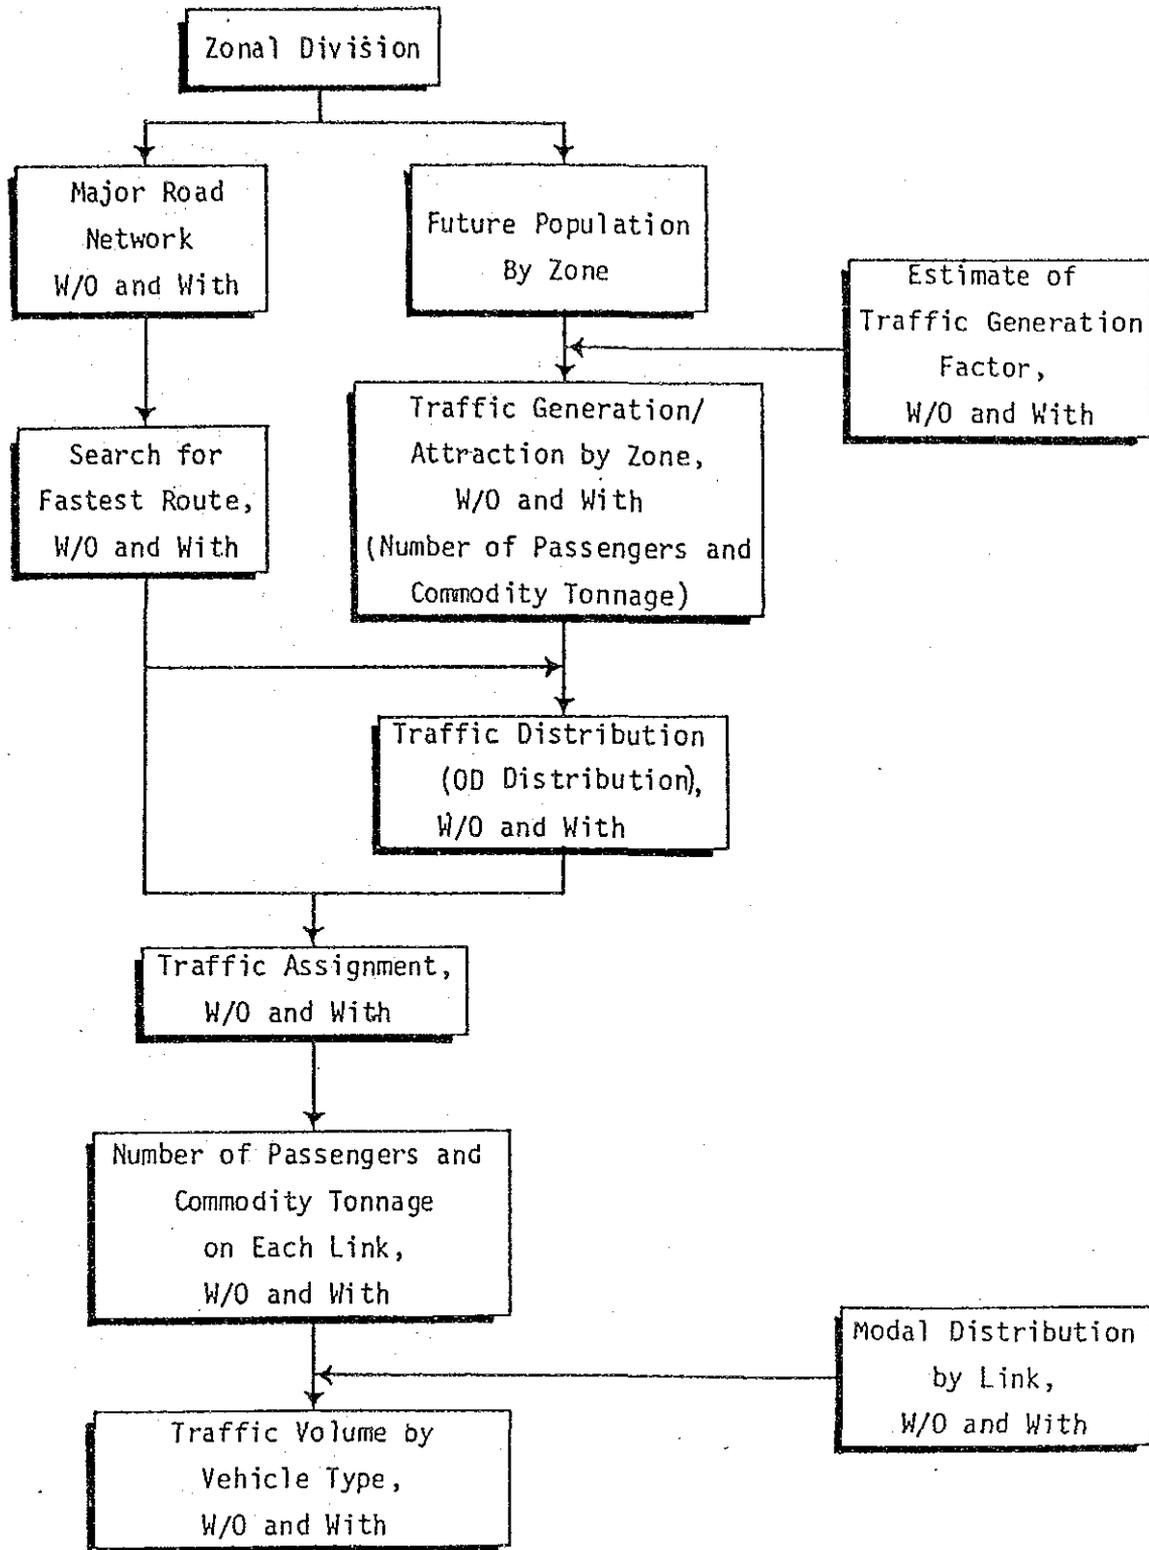 Zonal Division
Major Road
Network
W/O and With
Future Population
By Zone
Estimate of
Traffic Generation
Factor,
W/O and With
Search for
Fastest Route,
W/O and With
Traffic Generation/
Attraction by Zone,
W/O and With
(Number of Passengers and
Commodity Tonnage)
Traffic Distribution
(OD Distribution),
W/O and With
Traffic Assignment,
W/O and With
Number of Passengers and
Commodity Tonnage
on Each Link,
W/O and With
Modal Distribution
by Link,
W/O and With
Traffic Volume by
Vehicle Type,
W/O and With